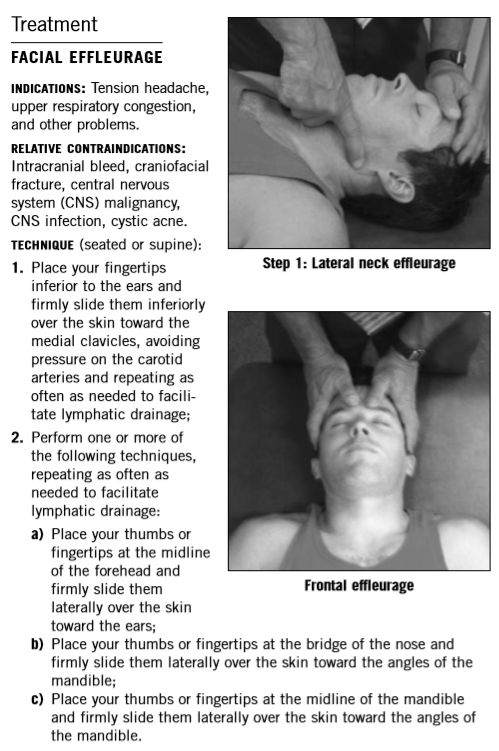 Treatment
FACIAL EFFLEURAGE
INDICATIONS: Tension headache,
upper respiratory congestion,
and other problems.
RELATIVE CONTRAINDICATIONS:
Intracranial bleed, craniofacial
fracture, central nervous
system (CNS) malignancy,
CNS infection, cystic acne.
TECHNIQUE (seated or supine):
1. Place your fingertips
inferior to the ears and
firmly slide them inferiorly
over the skin toward the
medial clavicles, avoiding
pressure on the carotid
arteries and repeating as
often as needed to facili-
tate lymphatic drainage;
2. Perform one or more of
the following techniques,
repeating as often as
needed to facilitate
lymphatic drainage:
a) Place your thumbs or
fingertips at the midline
of the forehead and
firmly slide them
laterally over the skin
toward the ears;
b) Place your thumbs or fingertips at the bridge of the nose and
firmly slide them laterally over the skin toward the angles of the
mandible;
c) Place your thumbs or fingertips at the midline of the mandible
and firmly slide them laterally over the skin toward the angles of
the mandible.
Step 1: Lateral neck effleurage
Frontal effleurage